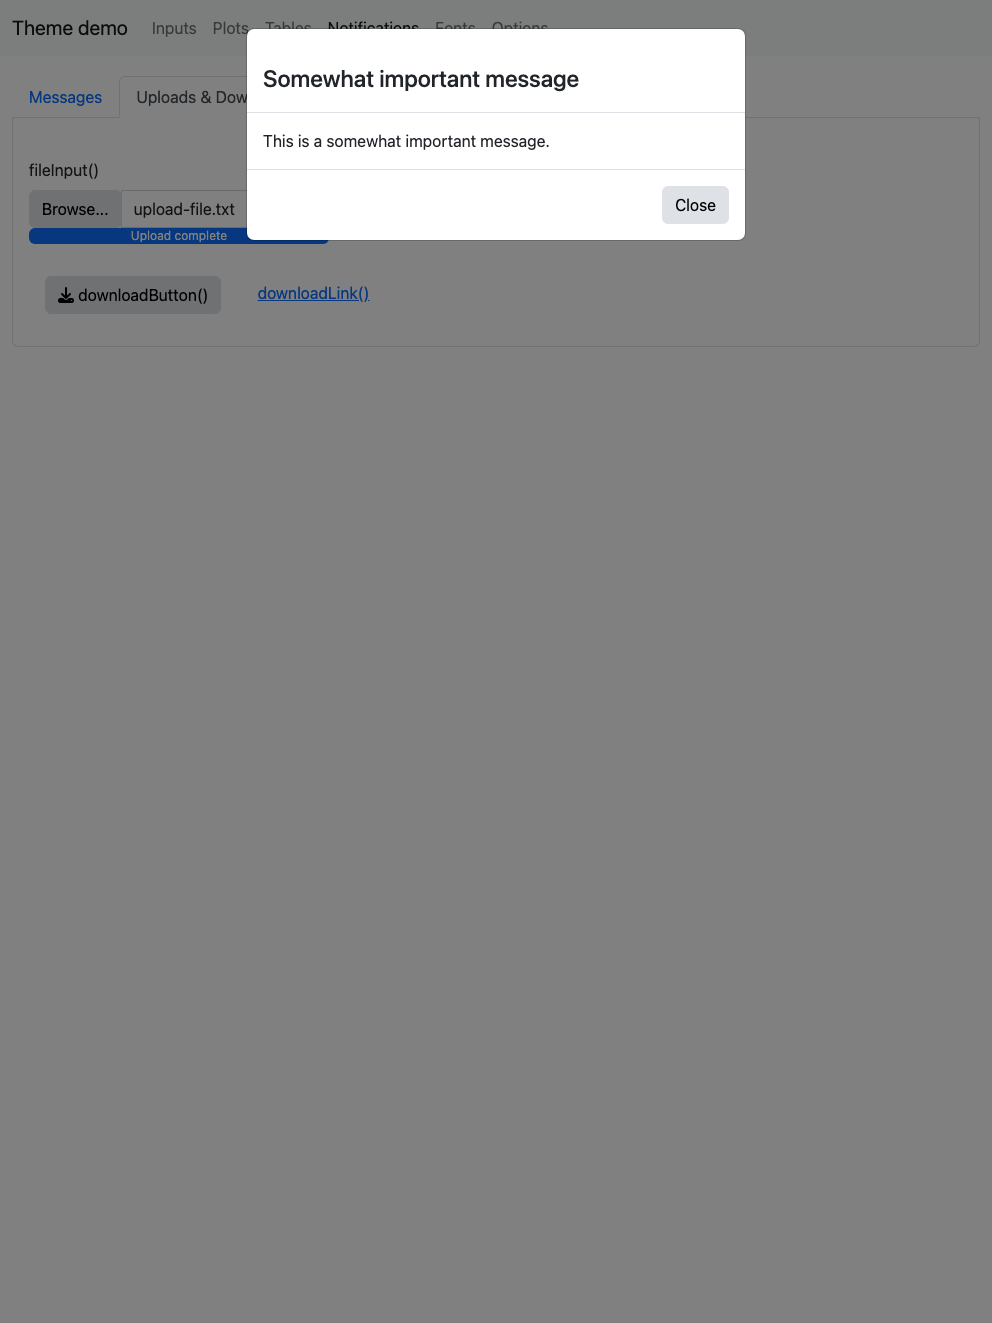 Theme demo Inputs Plots Tables Notifications Fonts Options
Somewhat important message
Messages Uploads & Dow
This is a somewhat important message.
fileInput()
Close
Browse... upload-file.txt
Upload complete
downloadButton() downloadLink()